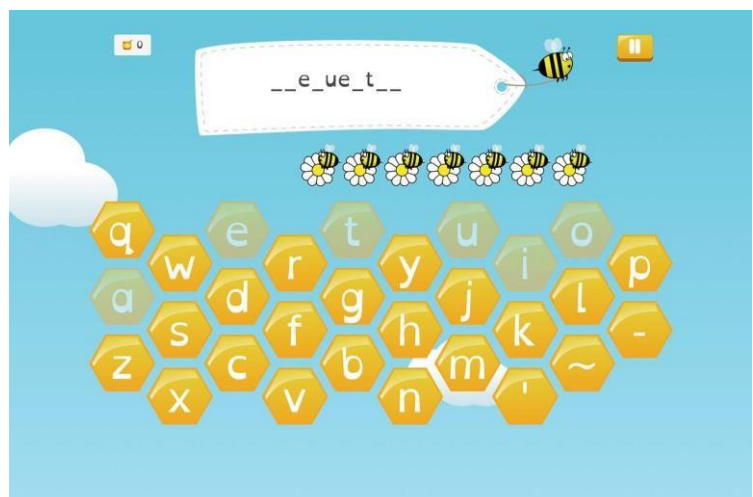 0
__e_ue_t__
q w e r t y u i o p
a s d f g h j k l -
z x c v b n m ' ~